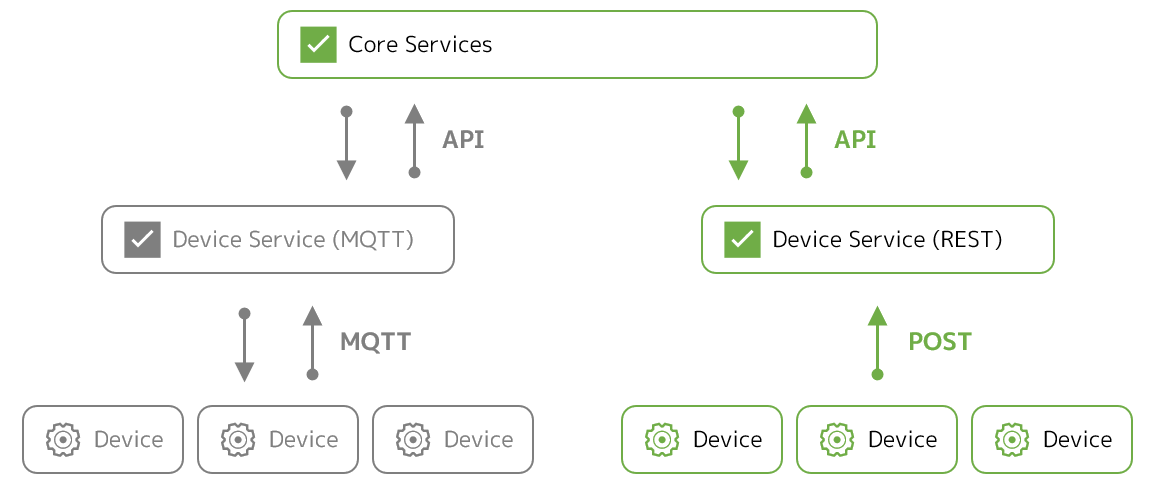 Core Services
API
API
Device Service (MQTT)
Device Service (REST)
MQTT
POST
Device
Device
Device
Device
Device
Device